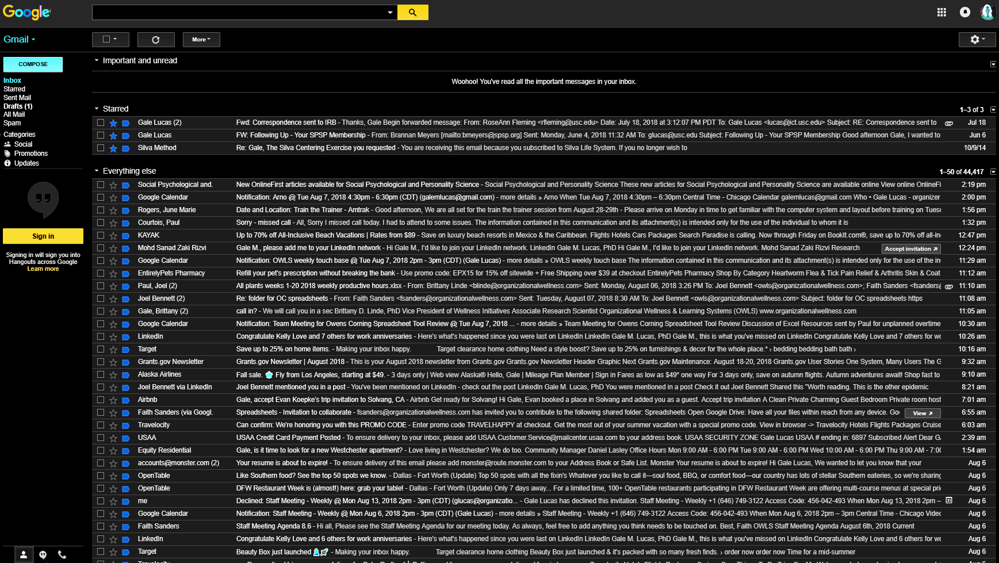 Google
Gmail
More
COMPOSE
Inbox
Starred
Sent Mail
Drafts (1)
All Mail
Spam
Categories
Social
Promotions
Updates
Sign in
Signing in will sign you into
Hangouts across Google
Learn more
Important and unread
Woohoo! You've read all the important messages in your inbox.
Starred 1–3 of 3
Gale Lucas (2) Fwd: Correspondence sent to IRB - Thanks, Gale Begin forwarded message: From: RoseAnn Fleming <rfleming@usc.edu> Date: July 18, 2018 at 3:12:07 PM PDT To: Gale Lucas <lucas@ict.usc.edu> Subject: RE: Correspondence sent to Jul 18
Gale Lucas FW: Following Up - Your SPSP Membership - From: Brannan Meyers [mailto:bmeyers@spsp.org] Sent: Monday, June 4, 2018 11:32 AM To: glucas@usc.edu Subject: Following Up - Your SPSP Membership Good afternoon Gale, I wanted to Jun 6
Silva Method Re: Gale, The Silva Centering Exercise you requested - You are receiving this email because you subscribed to Silva Life System. If you no longer wish to 10/9/14
Everything else 1–50 of 44,417
Social Psychological and. New OnlineFirst articles available for Social Psychological and Personality Science - Social Psychological and Personality Science These new articles for Social Psychological and Personality Science are available online View online OnlineFi 2:19 pm
Google Calendar Notification: Arno @ Tue Aug 7, 2018 4:30pm - 6:30pm (CDT) (galemlucas@gmail.com) - more details » Arno When Tue Aug 7, 2018 4:30pm – 6:30pm Central Time - Chicago Calendar galemlucas@gmail.com Who • Gale Lucas - organizer 2:00 pm
Rogers, June Marie Date and Location: Train the Trainer - Amtrak - Good afternoon, We are all set for the train the trainer session from August 28-29th - Please arrive on Monday in time to get familiar with the computer system and layout before training on Tuese 1:56 pm
Courtois, Paul Sorry - missed call - All, Sorry I missed call today. I had to attend to some issues. The information contained in this communication and its attachment(s) is intended only for the use of the individual to whom it is 1:32 pm
KAYAK Up to 70% off All-Inclusive Beach Vacations | Rates from $89 - Save on luxury beach resorts in Mexico & the Caribbean. Flights Hotels Cars Packages Search Paradise is calling. Now through Friday on BookIt.com®, save up to 70% off all-in 12:47 pm
Mohd Sanad Zaki Rizvi Gale M., please add me to your LinkedIn network - Hi Gale M., I'd like to join your LinkedIn network. LinkedIn Gale M. Lucas, PhD Hi Gale M., I'd like to join your LinkedIn network. Mohd Sanad Zaki Rizvi Research Accept invitation 12:24 pm
Google Calendar Notification: OWLS weekly touch base @ Tue Aug 7, 2018 2pm - 3pm (CDT) (Gale Lucas) - more details » OWLS weekly touch base The information contained in this communication and its attachment(s) is intended only for the use of the in 11:29 am
EntirelyPets Pharmacy Refill your pet's prescription without breaking the bank - Use promo code: EPX15 for 15% off sitewide + Free Shipping over $39 at checkout EntirelyPets Pharmacy Shop By Category Heartworm Flea & Tick Pain Relief & Arthritis Skin & Coat 11:12 am
Paul, Joel (2) All plants weeks 1-20 2018 weekly productive hours.xlsx - From: Brittany Linde <blinde@organizationalwellness.com> Sent: Monday, August 06, 2018 3:26 PM To: Joel Bennett <owls@organizationalwellness.com>; Faith Sanders <fsanders( 11:10 am
Joel Bennett (2) Re: folder for OC spreadsheets - From: Faith Sanders <fsanders@organizationalwellness.com> Sent: Tuesday, August 07, 2018 8:30 AM To: Joel Bennett <owls@organizationalwellness.com> Subject: folder for OC spreadsheets https 11:08 am
Gale, Brittany (2) call in? - We will call you in a sec Brittany D. Linde, PhD Vice President of Wellness Initiatives Associate Research Scientist Organizational Wellness & Learning Systems (OWLS) www.organizationalwellness.com 11:05 am
Google Calendar Notification: Team Meeting for Owens Corning Spreadsheet Tool Review @ Tue Aug 7, 2018 ... - more details » Team Meeting for Owens Corning Spreadsheet Tool Review Discussion of Excel Resources sent by Paul for unplanned overtime 10:30 am
LinkedIn Congratulate Kelly Love and 7 others for work anniversaries - Here's what's happened since you were last on LinkedIn LinkedIn Gale M. Lucas, PhD Gale M., this is what you've missed on LinkedIn Congratulate Kelly Love and 7 others for wo 10:26 am
Target Save up to 25% on home items. - Making your inbox happy. Target clearance home clothing Need a style boost? Save up to 25% on furnishings & decor for the whole place.* › bedding bedding bath bath › 10:16 am
Grants.gov Newsletter Grants.gov Newsletter | August 2018 - This is your August 2018 newsletter from Grants.gov Grants.gov Newsletter Header Graphic Next Grants.gov Maintenance: August 18-20, 2018 Grants.gov User Stories One System, Many Users The G 9:32 am
Alaska Airlines Fall sale. Fly from Los Angeles, starting at $49. - 3 days only | Web view Alaska® Hello, Gale | Mileage Plan Member | Sign in Fares as low as $49* one way For 3 days only, save on autumn flights. Autumn adventures await! Shop fast to 9:10 am
Joel Bennett via LinkedIn Joel Bennett mentioned you in a post - You've been mentioned on LinkedIn - check out the post LinkedIn Gale M. Lucas, PhD You were mentioned in a post Check it out Joel Bennett Shared this "Worth reading. This is the other epidemic 8:21 am
Airbnb Gale, accept Evan Koepke's trip invitation to Solvang, CA - Airbnb Get ready for Solvang! Hi Gale, Evan booked a place in Solvang and added you as a guest. Accept trip invitation A Clean Private Charming Guest Bedroom Private room host 7:01 am
Faith Sanders (via Googl. Spreadsheets - Invitation to collaborate - fsanders@organizationalwellness.com has invited you to contribute to the following shared folder: Spreadsheets Open Google Drive: Have all your files within reach from any device. Goo View 6:55 am
Travelocity Can confirm: We're honoring you with this PROMO CODE - Enter promo code TRAVELHAPPY at checkout. Get the most out of your summer vacation with a special promo code. View in browser -> Travelocity Hotels Flights Packages Cruise 6:03 am
USAA USAA Credit Card Payment Posted - To ensure delivery to your inbox, please add USAA.Customer.Service@mailcenter.usaa.com to your address book. USAA SECURITY ZONE Gale Lucas USAA # ending in: 6897 Subscribed Alert Dear GA 2:39 am
Equity Residential Gale, is it time to look for a new Westchester apartment? - Love living in Westchester? We do too. Community Manager Daniel Lasley Office Hours Mon 9:00 AM - 6:00 PM Tue 9:00 AM - 6:00 PM Wed 10:00 AM - 6:00 PM Thu 9:00 AM - 7:00 1:54 am
accounts@monster.com (2) Your resume is about to expire! - To ensure delivery of this email please add monster@route.monster.com to your Address Book or Safe List. Monster Your resume is about to expire! Hi Gale Lucas, We wanted to let you know that your Aug 6
OpenTable Like Southern food? See the top 50 spots we know. - Dallas - Fort Worth (Update) Top 50 spots with all the fixin's Whatever you like to call it—soul food, BBQ, or comfort food—our country has lots of stellar Southern eateries, so we're sharing Aug 6
OpenTable DFW Restaurant Week is (almost!) here: grab your table! - Dallas - Fort Worth (Update) Only 7 days away... For a limited time, 100+ OpenTable restaurants participating in DFW Restaurant Week are offering multi-course menus at special pri Aug 6
me Declined: Staff Meeting - Weekly @ Mon Aug 13, 2018 2pm - 3pm (CDT) (glucas@organizatio... - Gale Lucas has declined this invitation. Staff Meeting - Weekly +1 (646) 749-3122 Access Code: 456-042-493 When Mon Aug 13, 2018 2pm – Aug 6
Google Calendar Notification: Staff Meeting - Weekly @ Mon Aug 6, 2018 2pm - 3pm (CDT) (Gale Lucas) - more details » Staff Meeting - Weekly +1 (646) 749-3122 Access Code: 456-042-493 When Mon Aug 6, 2018 2pm – 3pm Central Time - Chicago Video Aug 6
Faith Sanders Staff Meeting Agenda 8.6 - Hi all, Please see the Staff Meeting Agenda for our meeting today. As always, feel free to add anything you think needs to be touched on. Best, Faith OWLS Staff Meeting Agenda August 6th, 2018 Current Aug 6
LinkedIn Congratulate Kelly Love and 6 others for work anniversaries - Here's what's happened since you were last on LinkedIn LinkedIn Gale M. Lucas, PhD Gale M., this is what you've missed on LinkedIn Congratulate Kelly Love and 6 others for wo Aug 6
Target Beauty Box just launched - Making your inbox happy. Target clearance home clothing Beauty Box just launched & it's packed with so many fresh finds. › order now order now Time for a mid-summer Aug 6